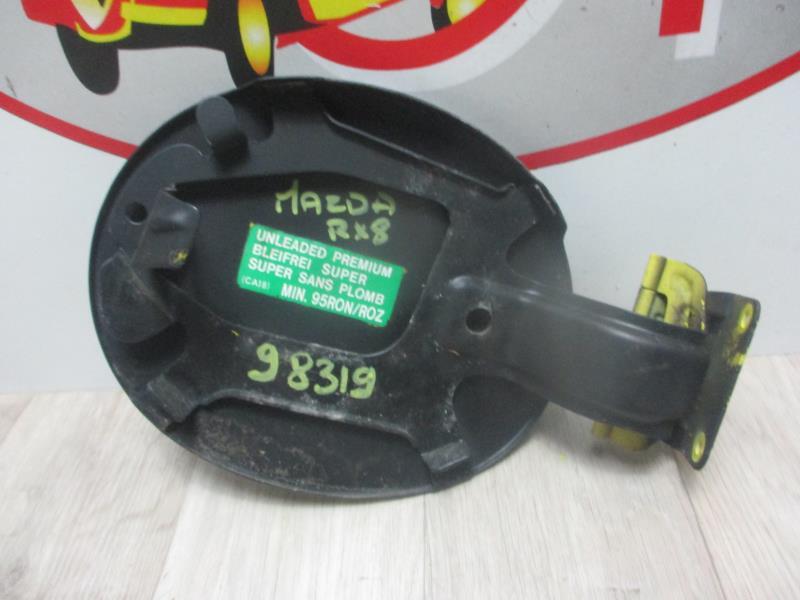 MAZDA
RX8
UNLEADED PREMIUM
BLEIFREI SUPER
SUPER SANS PLOMB
(CA18) MIN. 95RON/ROZ
98319